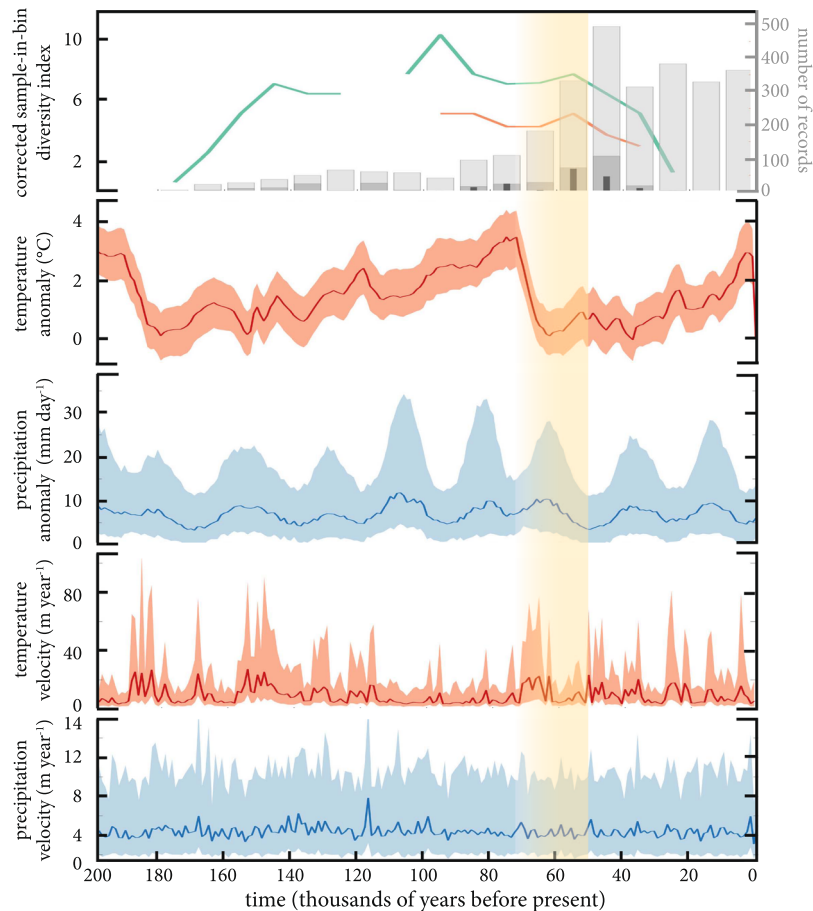 corrected sample-in-bin
diversity index
10
6
2
500
400
300
200
100
0
number of records
temperature
anomaly (°C)
4
2
0
precipitation
anomaly (mm day-1)
30
20
10
0
temperature
velocity (m year-1)
80
40
0
precipitation
velocity (m year-1)
14
12
8
4
0
200 180 160 140 120 100 80 60 40 20 0
time (thousands of years before present)